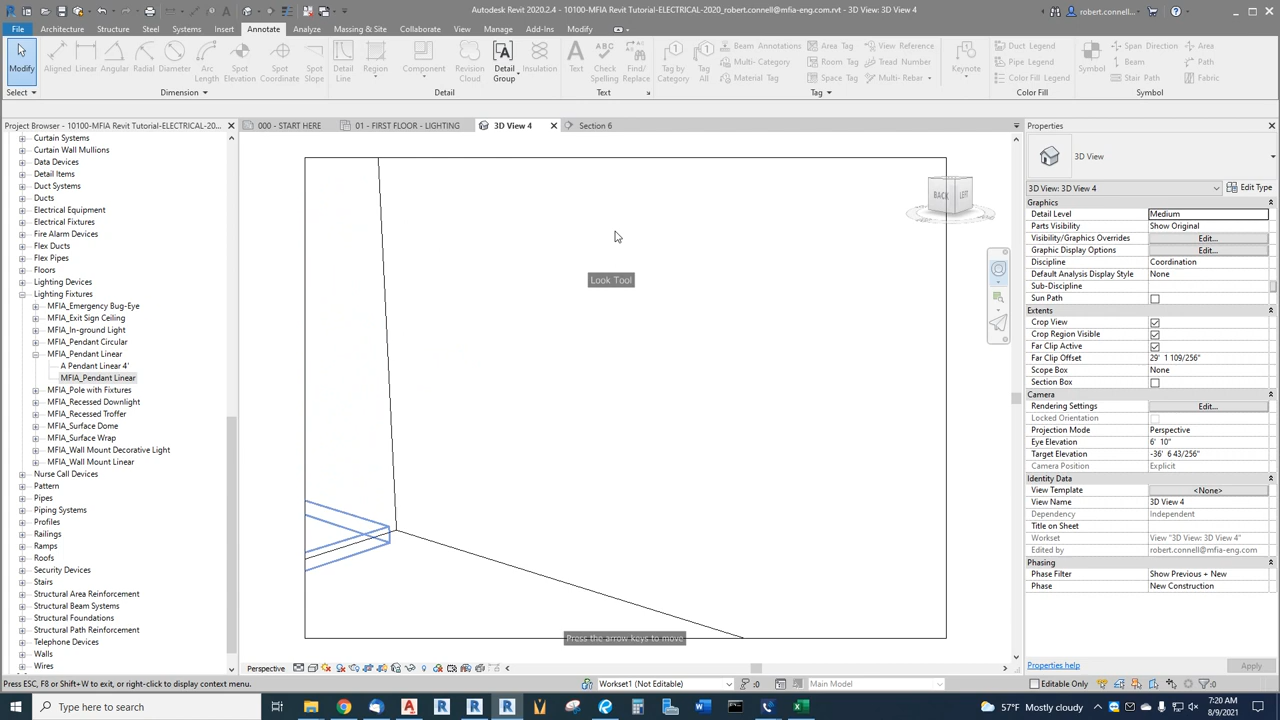 Autodesk Revit 2020.2.4 - 10100-MFIA Revit Tutorial-ELECTRICAL-2020_robert.connell@mfia-eng.com.rvt - 3D View: 3D View 4
robert.connell...
File Architecture Structure Steel Systems Insert Annotate Analyze Massing & Site Collaborate View Manage Add-Ins Modify
Modify Aligned Linear Angular Radial Diameter Arc Length Spot Elevation Spot Coordinate Spot Slope Detail Line Region Component Revision Cloud Detail Group Insulation Text Check Spelling Find/ Replace Tag by Category Tag All
Beam Annotations Area Tag View Reference
Multi- Category Room Tag Tread Number
Material Tag Space Tag Multi- Rebar
Keynote
Duct Legend
Pipe Legend
Color Fill Legend
Symbol
Span Direction Area
Beam Path
Stair Path Fabric
Select Dimension Detail Text Tag Color Fill Symbol
Project Browser - 10100-MFIA Revit Tutorial-ELECTRICAL-20...
000 - START HERE 01 - FIRST FLOOR - LIGHTING 3D View 4 Section 6
Curtain Systems
Curtain Wall Mullions
Data Devices
Detail Items
Duct Systems
Ducts
Electrical Equipment
Electrical Fixtures
Fire Alarm Devices
Flex Ducts
Flex Pipes
Floors
Lighting Devices
Lighting Fixtures
MFIA_Emergency Bug-Eye
MFIA_Exit Sign Ceiling
MFIA_In-ground Light
MFIA_Pendant Circular
MFIA_Pendant Linear
A Pendant Linear 4'
MFIA_Pendant Linear
MFIA_Pole with Fixtures
MFIA_Recessed Downlight
MFIA_Recessed Troffer
MFIA_Surface Dome
MFIA_Surface Wrap
MFIA_Wall Mount Decorative Light
MFIA_Wall Mount Linear
Nurse Call Devices
Pattern
Pipes
Piping Systems
Profiles
Railings
Ramps
Roofs
Security Devices
Stairs
Structural Area Reinforcement
Structural Beam Systems
Structural Foundations
Structural Path Reinforcement
Telephone Devices
Walls
Wires
BACK LEFT
Look Tool
Press the arrow keys to move
Perspective
Properties
3D View
3D View: 3D View 4 Edit Type
Graphics
Detail Level Medium
Parts Visibility Show Original
Visibility/Graphics Overrides Edit...
Graphic Display Options Edit...
Discipline Coordination
Default Analysis Display Style None
Sub-Discipline
Sun Path
Extents
Crop View
Crop Region Visible
Far Clip Active
Far Clip Offset 29' 1 109/256"
Scope Box None
Section Box
Camera
Rendering Settings Edit...
Locked Orientation
Projection Mode Perspective
Eye Elevation 6' 10"
Target Elevation -36' 6 43/256"
Camera Position Explicit
Identity Data
View Template <None>
View Name 3D View 4
Dependency Independent
Title on Sheet
Workset View "3D View: 3D View 4"
Edited by robert.connell@mfia-eng.com
Phasing
Phase Filter Show Previous + New
Phase New Construction
Properties help Apply
Press ESC, F8 or Shift+W to exit, or right-click to display context menu.
Workset1 (Not Editable) :0 Main Model Editable Only :0
Type here to search
57°F Mostly cloudy
7:20 AM
8/9/2021